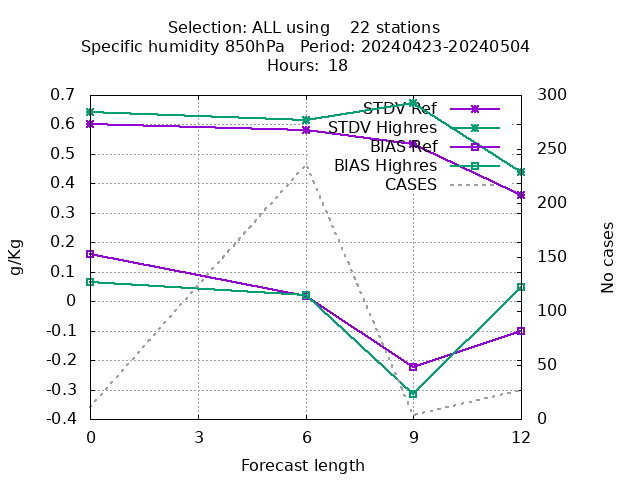 Selection: ALL using    22 stations
Specific humidity 850hPa   Period: 20240423-20240504
Hours:  18
0.7
0.6
0.5
0.4
0.3
0.2
0.1
0
-0.1
-0.2
-0.3
-0.4
g/Kg
STDV Ref
STDV Highres
BIAS Ref
BIAS Highres
CASES
300
250
200
150
100
50
0
No cases
0
3
6
9
12
Forecast length